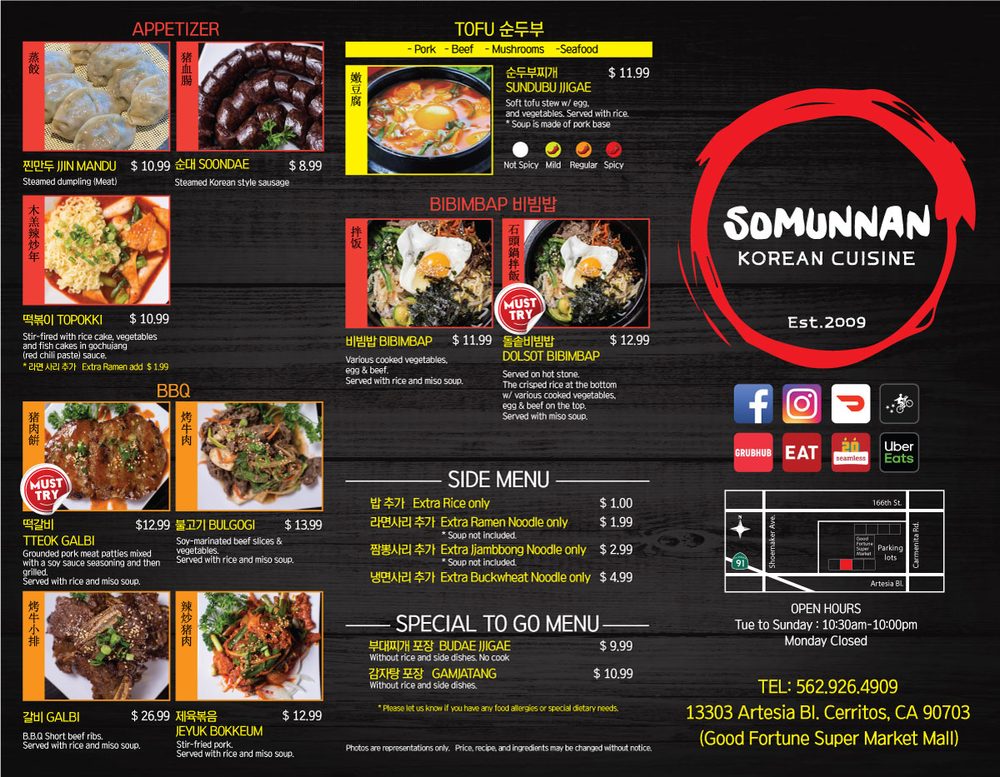 APPETIZER
蒸餃
猪血腸
찐만두 JJIN MANDU $ 10.99
Steamed dumpling (Meat)
순대 SOONDAE $ 8.99
Steamed Korean style sausage
木羔辣炒年
떡볶이 TOPOKKI $ 10.99
Stir-fired with rice cake, vegetables
and fish cakes in gochujang
(red chili paste) sauce.
* 라면 사리 추가 Extra Ramen add $ 1.99
BBQ
猪肉餅
MUST TRY
烤牛肉
떡갈비 $12.99
TTEOK GALBI
Grounded pork meat patties mixed
with a soy sauce seasoning and then
grilled.
Served with rice and miso soup.
불고기 BULGOGI $ 13.99
Soy-marinated beef slices &
vegetables.
Served with rice and miso soup.
烤牛小排
辣炒猪肉
갈비 GALBI $ 26.99
B.B.Q Short beef ribs.
Served with rice and miso soup.
제육볶음 $ 12.99
JEYUK BOKKEUM
Stir-fried pork.
Served with rice and miso soup.
TOFU 순두부
- Pork - Beef - Mushrooms -Seafood
嫩豆腐
순두부찌개 $ 11.99
SUNDUBU JJIGAE
Soft tofu stew w/ egg,
and vegetables. Served with rice.
* Soup is made of pork base
Not Spicy Mild Regular Spicy
BIBIMBAP 비빔밥
拌饭
石頭鍋拌飯
MUST TRY
비빔밥 BIBIMBAP $ 11.99
Various cooked vegetables,
egg & beef.
Served with rice and miso soup.
돌솥비빔밥 $ 12.99
DOLSOT BIBIMBAP
Served on hot stone.
The crisped rice at the bottom
w/ various cooked vegetables,
egg & beef on the top.
Served with miso soup.
SIDE MENU
밥 추가 Extra Rice only $ 1.00
라면사리 추가 Extra Ramen Noodle only $ 1.99
* Soup not included.
짬뽕사리 추가 Extra Jjambbong Noodle only $ 2.99
* Soup not included.
냉면사리 추가 Extra Buckwheat Noodle only $ 4.99
SPECIAL TO GO MENU
부대찌개 포장 BUDAE JJIGAE $ 9.99
Without rice and side dishes. No cook
감자탕 포장 GAMJATANG $ 10.99
Without rice and side dishes.
* Please let us know if you have any food allergies or special dietary needs.
Photos are representations only. Price, recipe, and ingredients may be changed without notice.
SOMUNNAN
KOREAN CUISINE
Est.2009
GRUBHUB
EAT
seamless
Uber
Eats
166th St.
Shoemaker Ave.
Good
Fortune
Super
Market
Parking
lots
Carmenita Rd.
91
Artesia Bl.
OPEN HOURS
Tue to Sunday : 10:30am-10:00pm
Monday Closed
TEL: 562.926.4909
13303 Artesia Bl. Cerritos, CA 90703
(Good Fortune Super Market Mall)